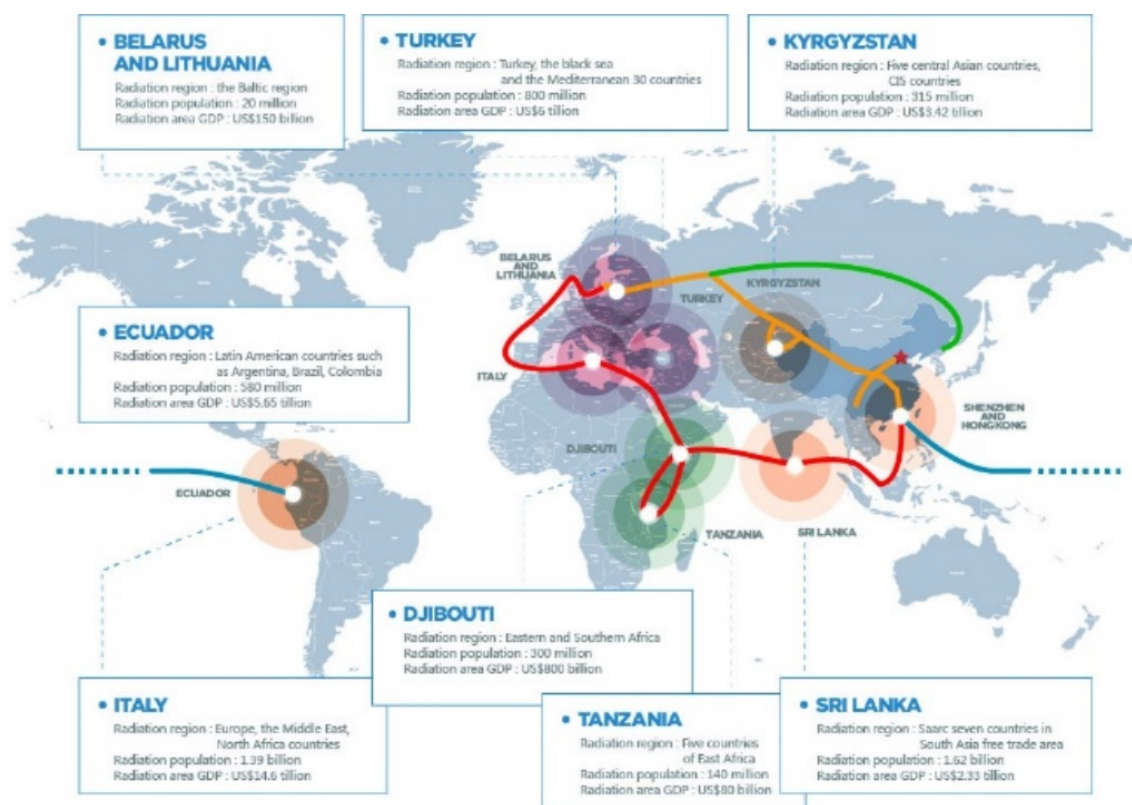 • BELARUS
AND LITHUANIA
Radiation region : the Baltic region
Radiation population : 20 million
Radiation area GDP : US$150 billion
• TURKEY
Radiation region : Turkey, the black sea
and the Mediterranean 30 countries
Radiation population : 800 million
Radiation area GDP : US$6 tillion
• KYRGYZSTAN
Radiation region : Five central Asian countries,
CIS countries
Radiation population : 315 million
Radiation area GDP : US$3.42 tillion
BELARUS
AND
LITHUANIA
TURKEY
KYRGYZSTAN
• ECUADOR
Radiation region : Latin American countries such
as Argentina, Brazil, Colombia
Radiation population : 580 million
Radiation area GDP : US$5.65 tillion
ITALY
SHENZHEN
AND
HONGKONG
DJIBOUTI
ECUADOR
TANZANIA
SRI LANKA
• DJIBOUTI
Radiation region : Eastern and Southern Africa
Radiation population : 300 million
Radiation area GDP : US$800 billion
• ITALY
Radiation region : Europe, the Middle East,
North Africa countries
Radiation population : 1.39 billion
Radiation area GDP : US$14.6 tillion
• TANZANIA
Radiation region : Five countries
of East Africa
Radiation population : 140 million
Radiation area GDP : US$80 billion
• SRI LANKA
Radiation region : Saarc seven countries in
South Asia free trade area
Radiation population : 1.62 billion
Radiation area GDP : US$2.33 tillion